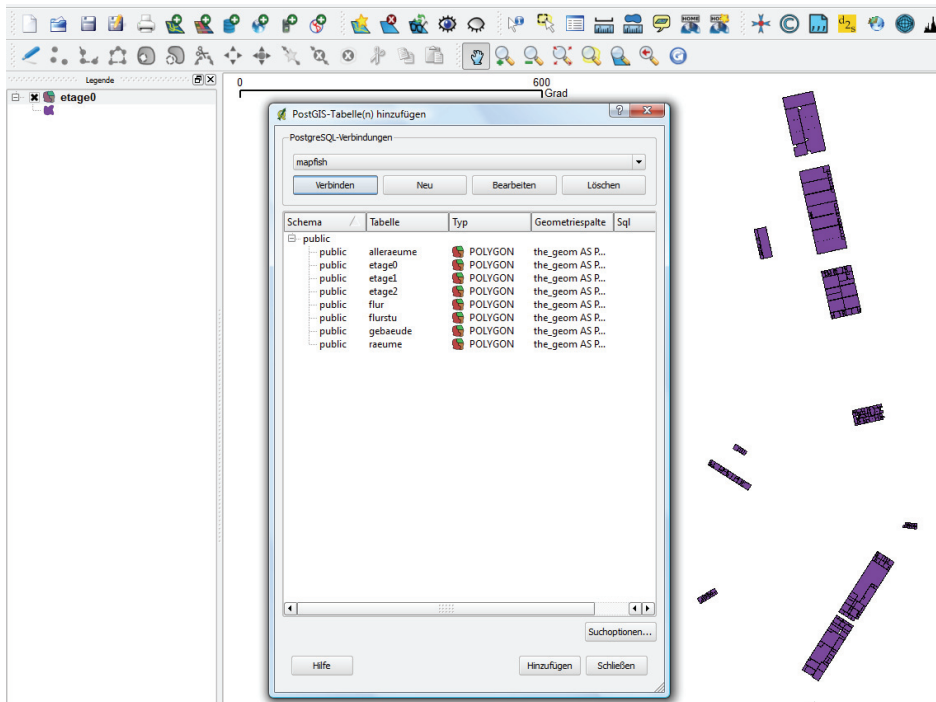 d2s
Legende
etage0
0
600
Grad
PostGIS-Tabelle(n) hinzufügen
PostgreSQL-Verbindungen
mapfish
Verbinden Neu Bearbeiten Löschen
Schema Tabelle Typ Geometriespalte Sql
public
public alleraeume POLYGON the_geom AS P...
public etage0 POLYGON the_geom AS P...
public etage1 POLYGON the_geom AS P...
public etage2 POLYGON the_geom AS P...
public flur POLYGON the_geom AS P...
public flurstu POLYGON the_geom AS P...
public gebaeude POLYGON the_geom AS P...
public raeume POLYGON the_geom AS P...
Suchoptionen...
Hilfe Hinzufügen Schließen